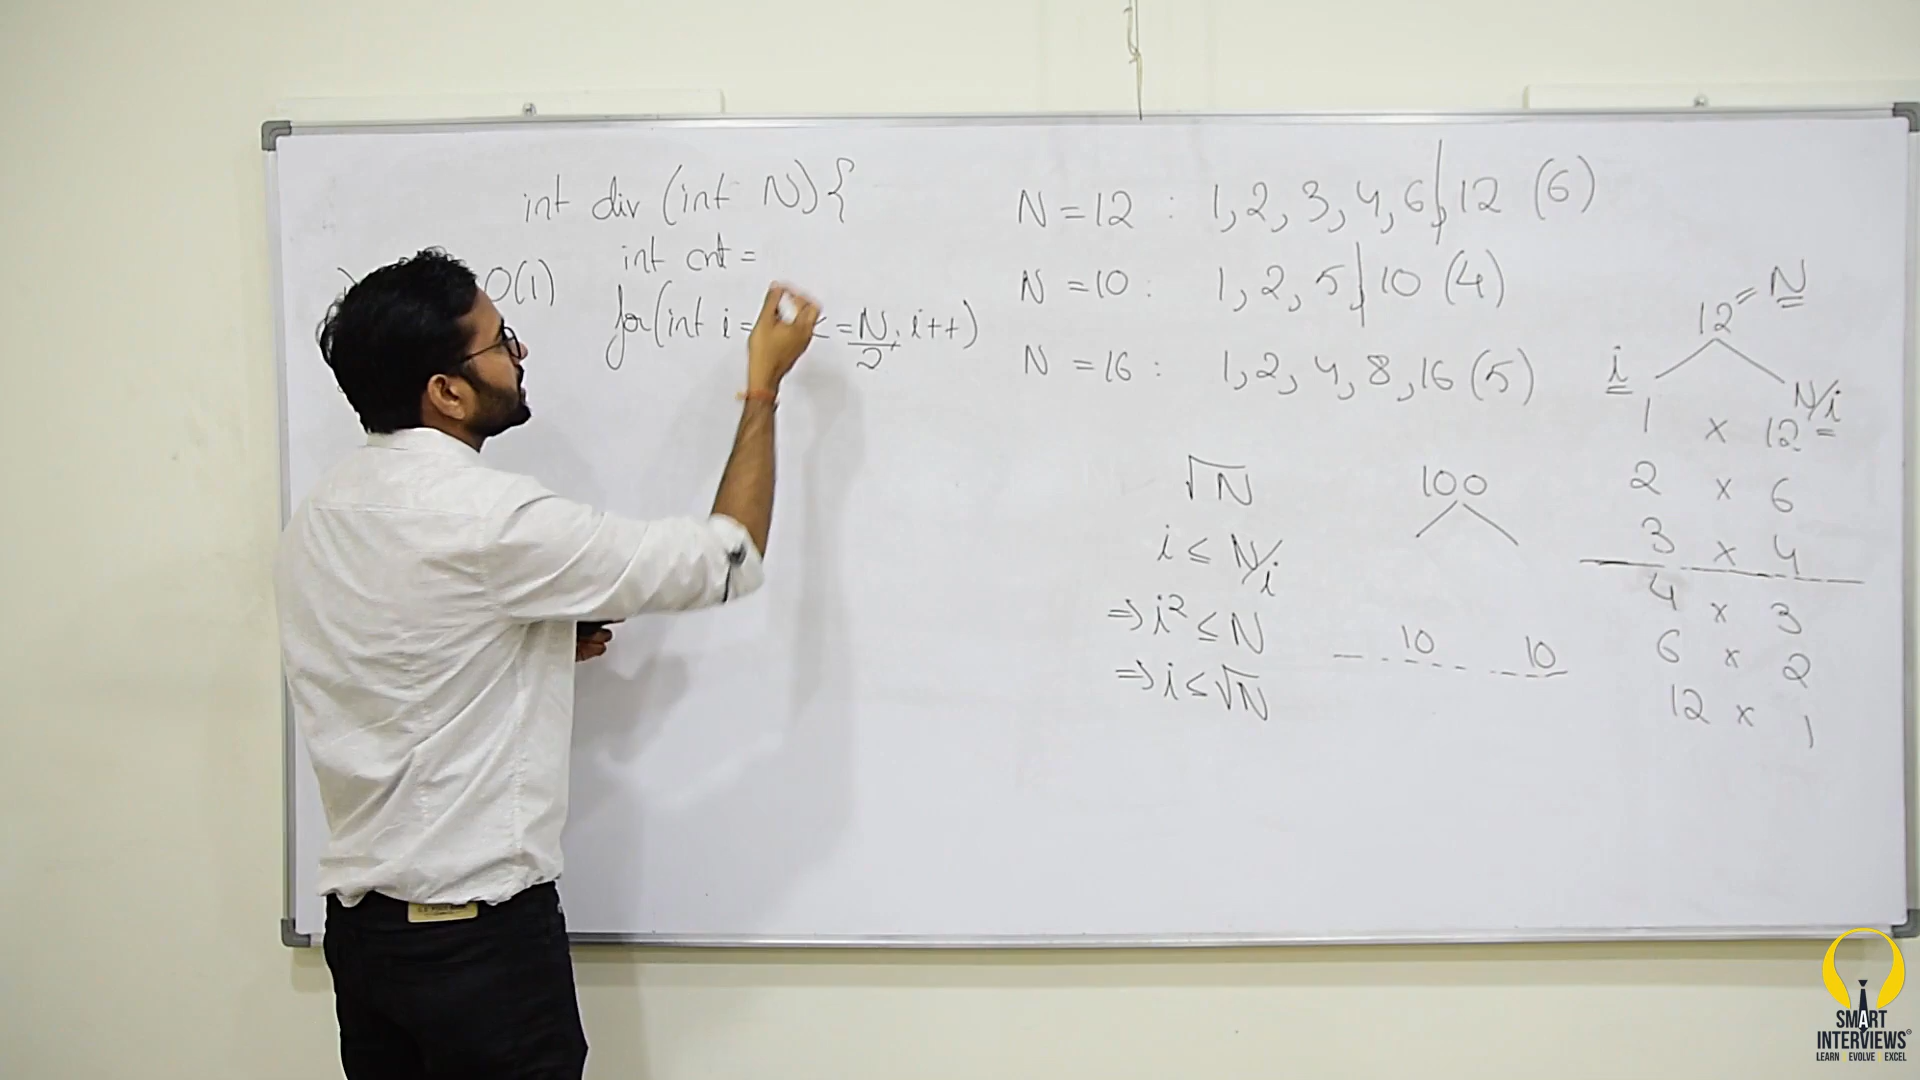 int div (int N) {
O(1)
int cnt =
for(int i = < = N/2; i++)
N = 12 : 1, 2, 3, 4, 6, 12 (6)
N = 10 : 1, 2, 5, 10 (4)
N = 16 : 1, 2, 4, 8, 16 (5)
√N
i ≤ N/i
⇒ i² ≤ N
⇒ i ≤ √N
100
10 10
12 = N
i N/i
1 x 12
2 x 6
3 x 4
4 x 3
6 x 2
12 x 1
SMART
INTERVIEWS
LEARN EVOLVE EXCEL